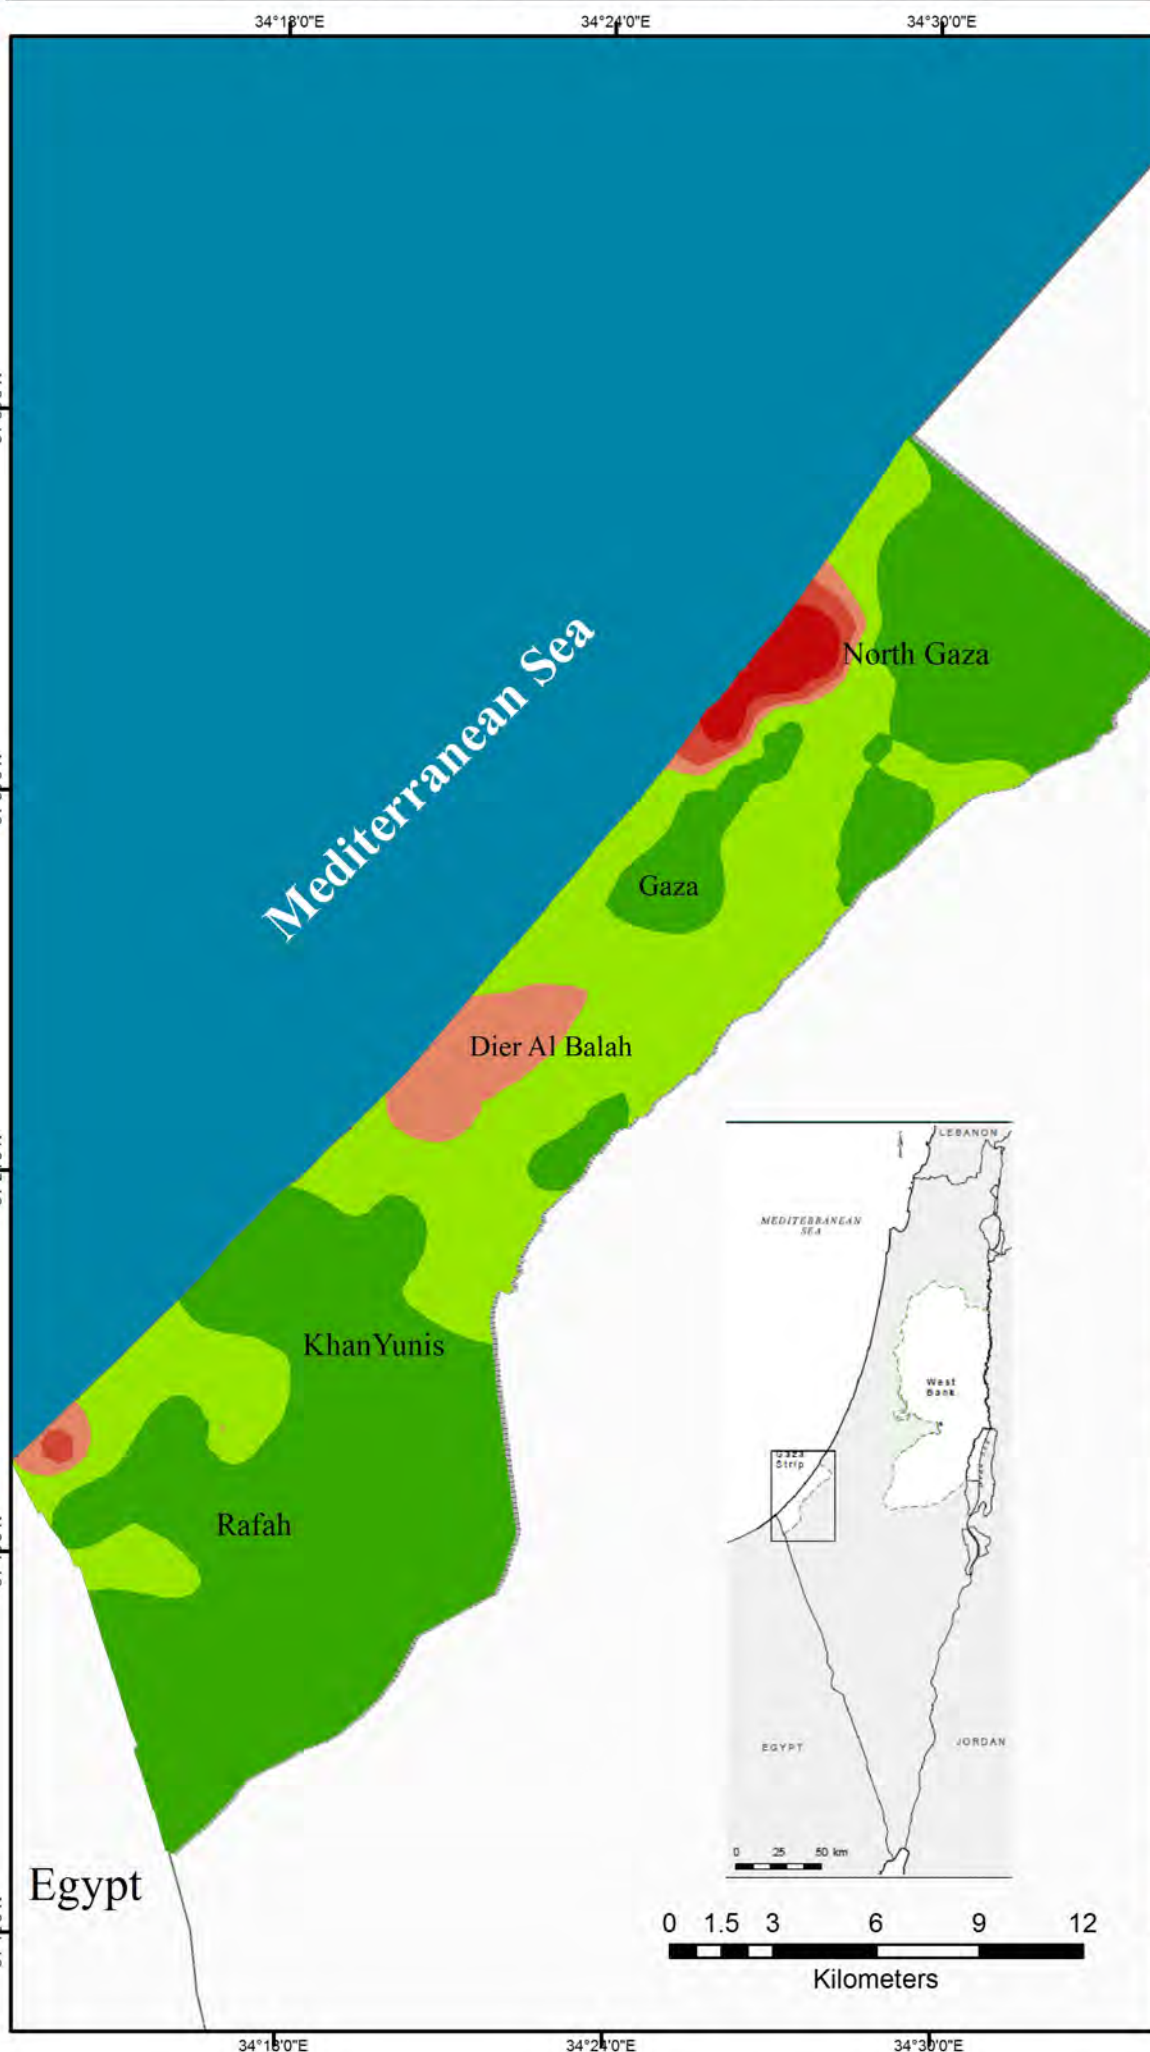 34°18'0"E 34°24'0"E 34°30'0"E
Mediterranean Sea
North Gaza
Gaza
Dier Al Balah
KhanYunis
Rafah
Egypt
LEBANON
MEDITERRANEAN
SEA
West
Bank
Gaza
Strip
EGYPT
JORDAN
0 25 50 km
0 1.5 3 6 9 12
Kilometers
34°18'0"E 34°24'0"E 34°30'0"E